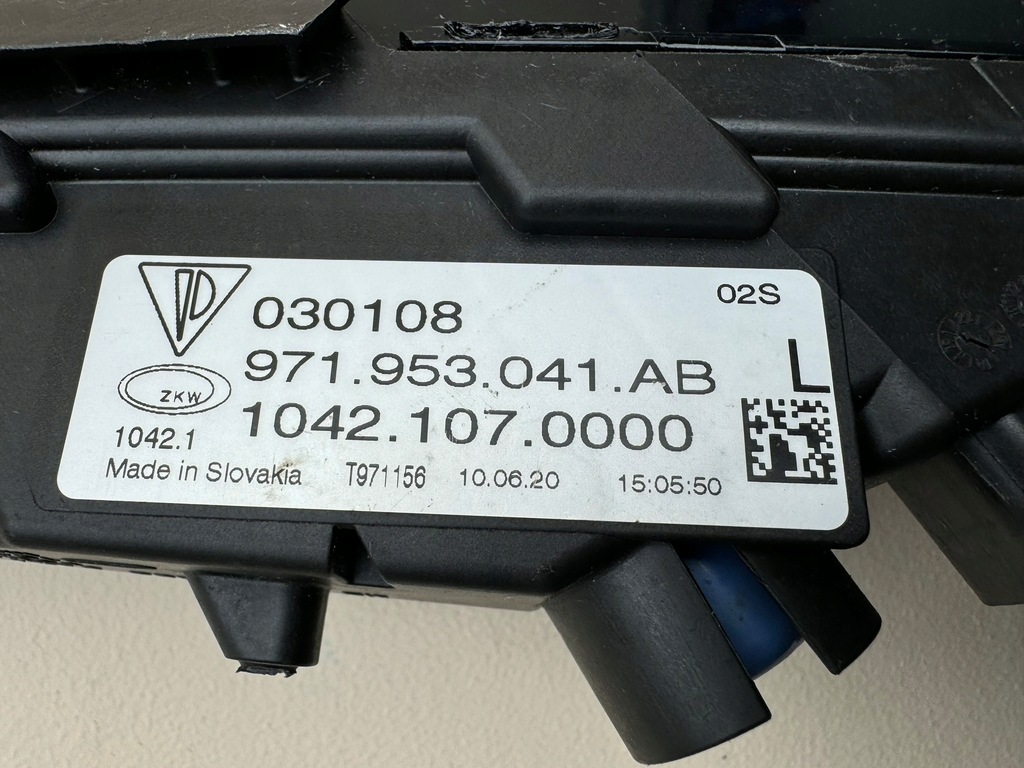 030108
02S
971.953.041.AB
L
ZKW
1042.107.0000
1042.1
Made in Slovakia T971156 10.06.20 15:05:50